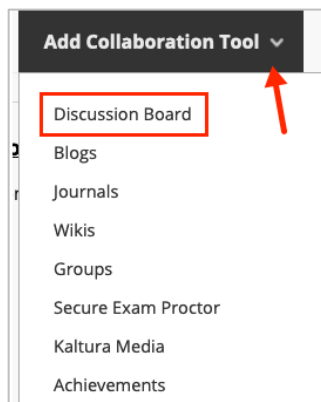 Add Collaboration Tool
Discussion Board
Blogs
Journals
Wikis
Groups
Secure Exam Proctor
Kaltura Media
Achievements